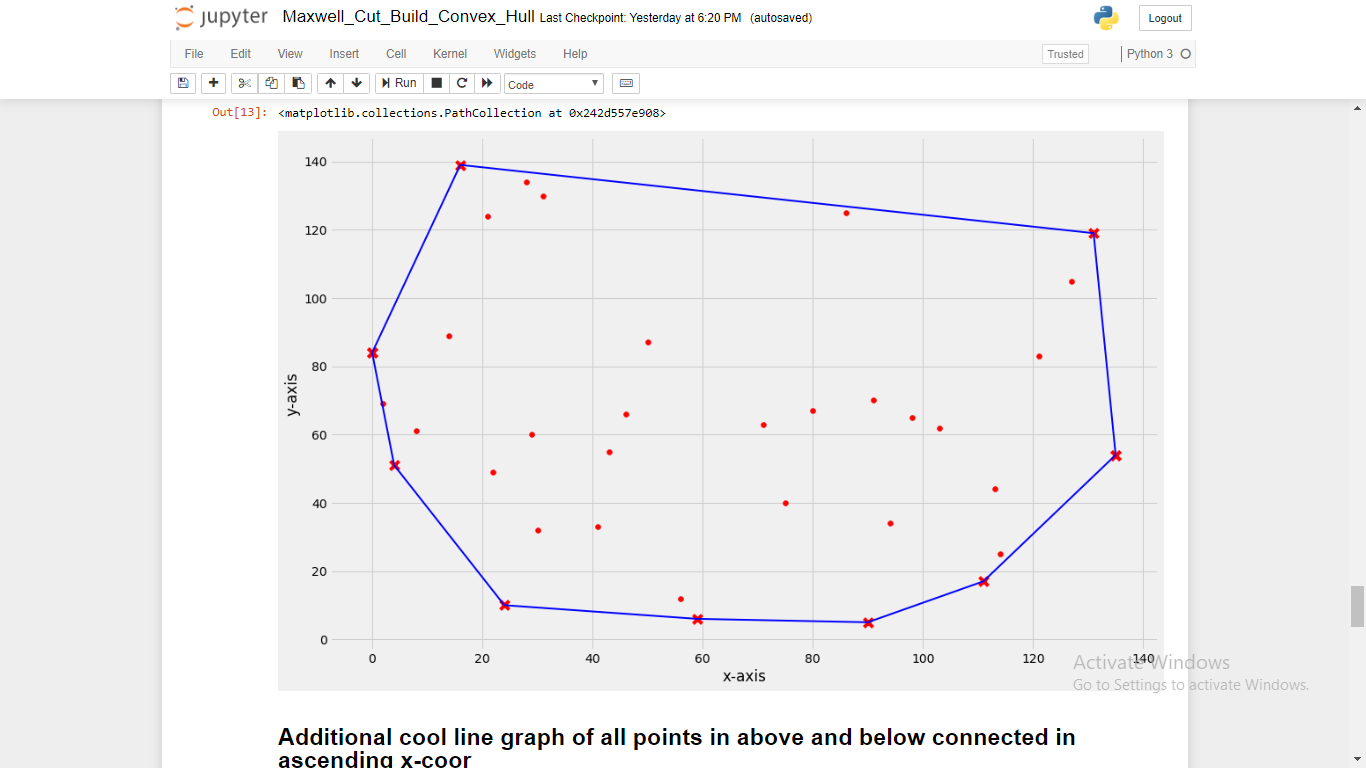 jupyter Maxwell_Cut_Build_Convex_Hull Last Checkpoint: Yesterday at 6:20 PM (autosaved) Logout
File Edit View Insert Cell Kernel Widgets Help Trusted Python 3
Run Code
Out[13]: <matplotlib.collections.PathCollection at 0x242d557e908>
140
120
100
80
60
40
20
0
y-axis
0 20 40 60 80 100 120 140
x-axis
Activate Windows
Go to Settings to activate Windows.
Additional cool line graph of all points in above and below connected in
ascending x-coor